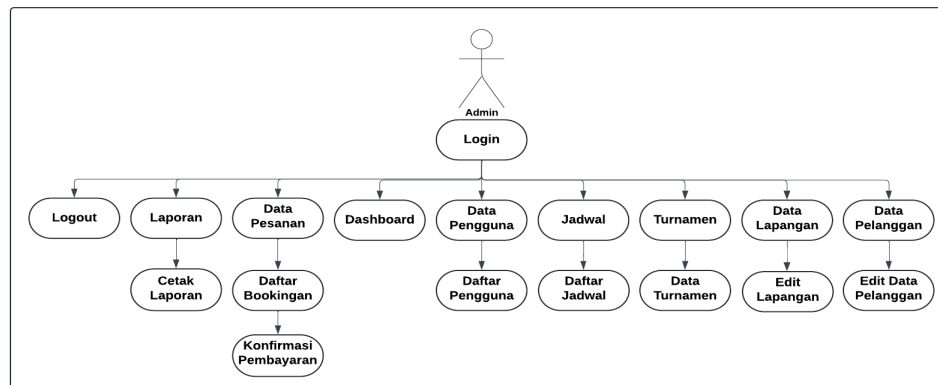 Admin
Login
Logout
Laporan
Data
Pesanan
Dashboard
Data
Pengguna
Jadwal
Turnamen
Data
Lapangan
Data
Pelanggan
Cetak
Laporan
Daftar
Bookingan
Daftar
Pengguna
Daftar
Jadwal
Data
Turnamen
Edit
Lapangan
Edit Data
Pelanggan
Konfirmasi
Pembayaran